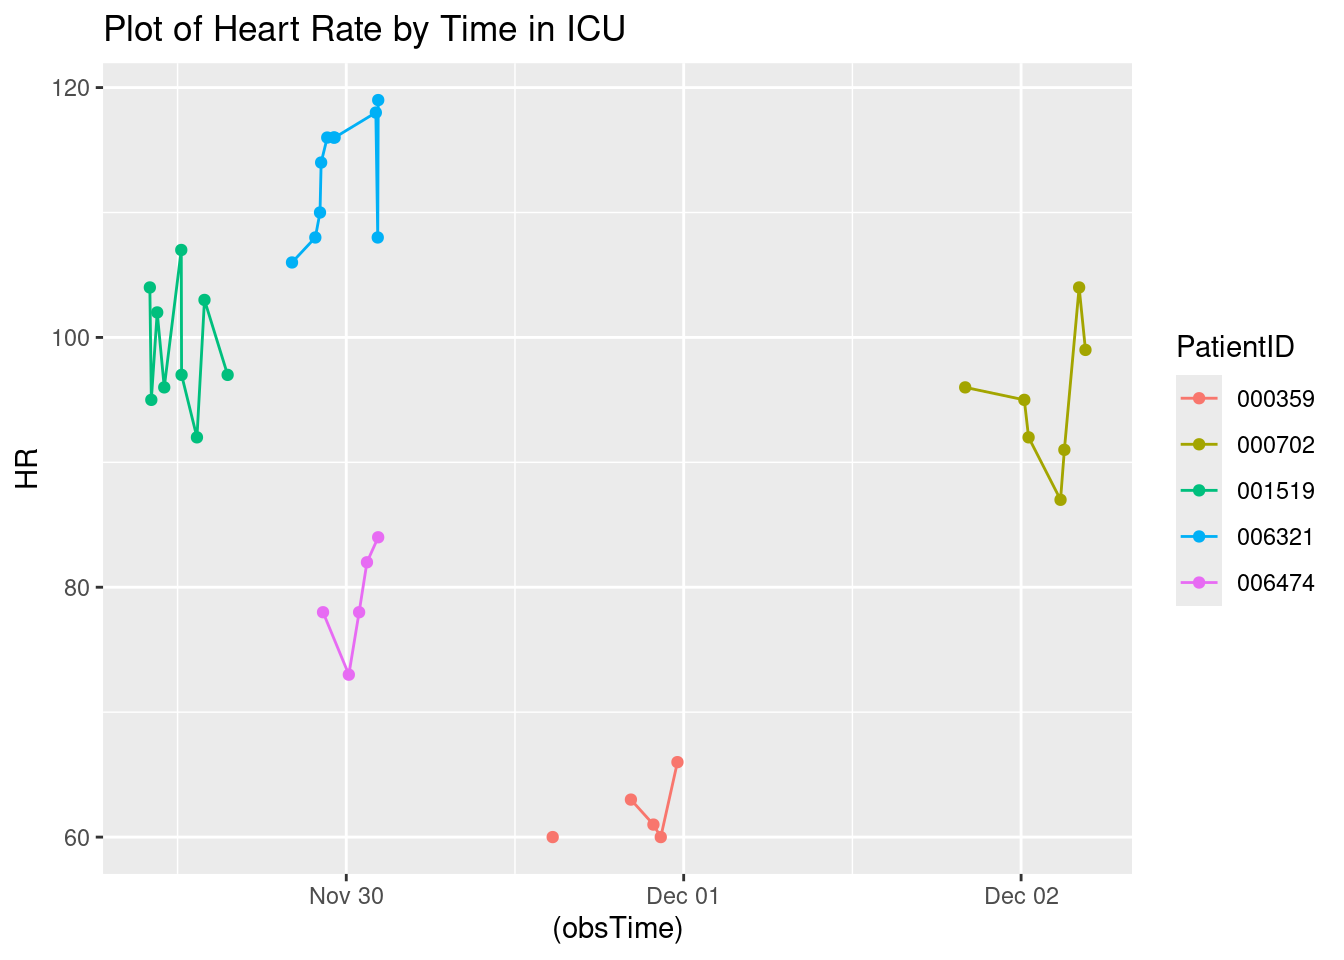 Plot of Heart Rate by Time in ICU
120
100
80
60
HR
Nov 30
Dec 01
Dec 02
(obsTime)
PatientID
000359
000702
001519
006321
006474